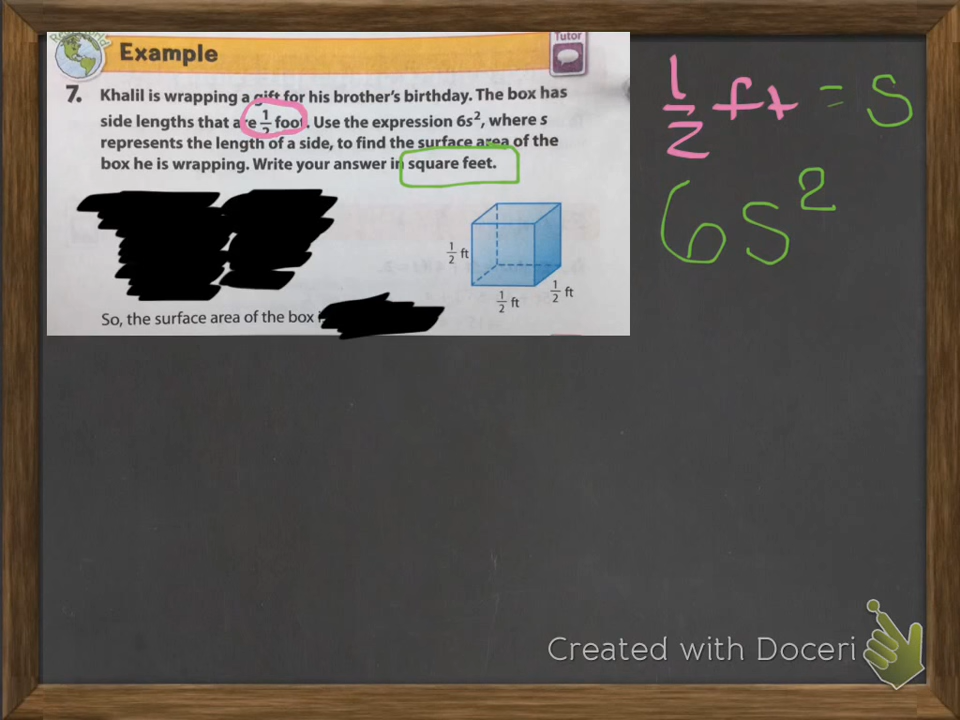 Real World
Example
Tutor
7. Khalil is wrapping a gift for his brother's birthday. The box has
side lengths that are 1/2 foot. Use the expression 6s², where s
represents the length of a side, to find the surface area of the
box he is wrapping. Write your answer in square feet.
1/2 ft
1/2 ft
1/2 ft
So, the surface area of the box
1/2 ft = s
6s²
Created with Doceri